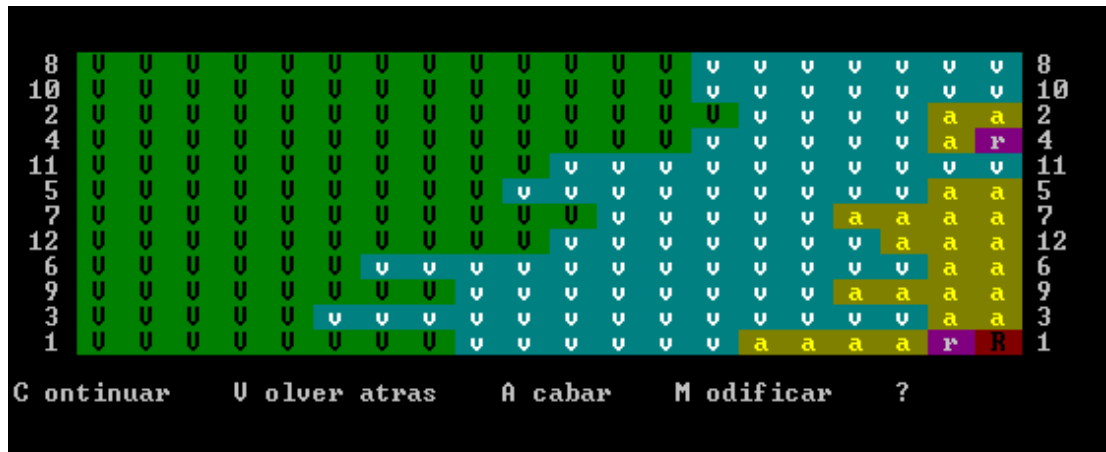 8 V V V V V V V V V V V V V v v v v v v v 8
10 V V V V V V V V V V V V V v v v v v v v 10
2 V V V V V V V V V V V V V V v v v v a a 2
4 V V V V V V V V V V V V V v v v v v a r 4
11 V V V V V V V V V V v v v v v v v v v v 11
5 V V V V V V V V V v v v v v v v v v a a 5
7 V V V V V V V V V V V v v v v v a a a a 7
12 V V V V V V V V V V v v v v v v v a a a 12
6 V V V V V V v v v v v v v v v v v v a a 6
9 V V V V V V V V v v v v v v v v a a a a 9
3 V V V V V v v v v v v v v v v v v v a a 3
1 V V V V V V V V v v v v v v a a a a r R 1
C ontinuar V olver atras A cabar M odificar ?